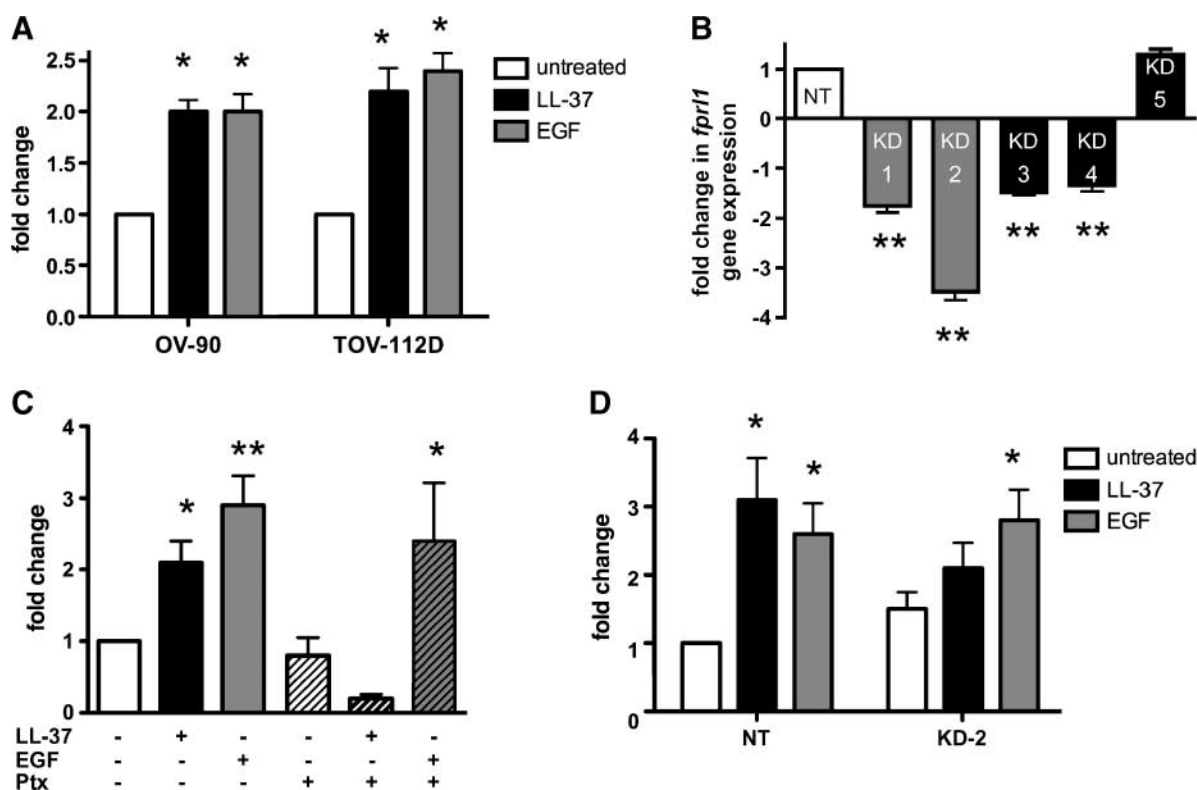 A
fold change
2.5
2.0
1.5
1.0
0.5
0.0
* * * *
OV-90 TOV-112D
untreated
LL-37
EGF
B
fold change in fprl1
gene expression
1
0
-1
-2
-3
-4
NT
KD
1
KD
2
KD
3
KD
4
KD
5
** ** ** **
C
fold change
4
3
2
1
0
* ** *
LL-37 - + - - + -
EGF - - + - - +
Ptx - - - + + +
D
fold change
4
3
2
1
0
* * *
NT KD-2
untreated
LL-37
EGF